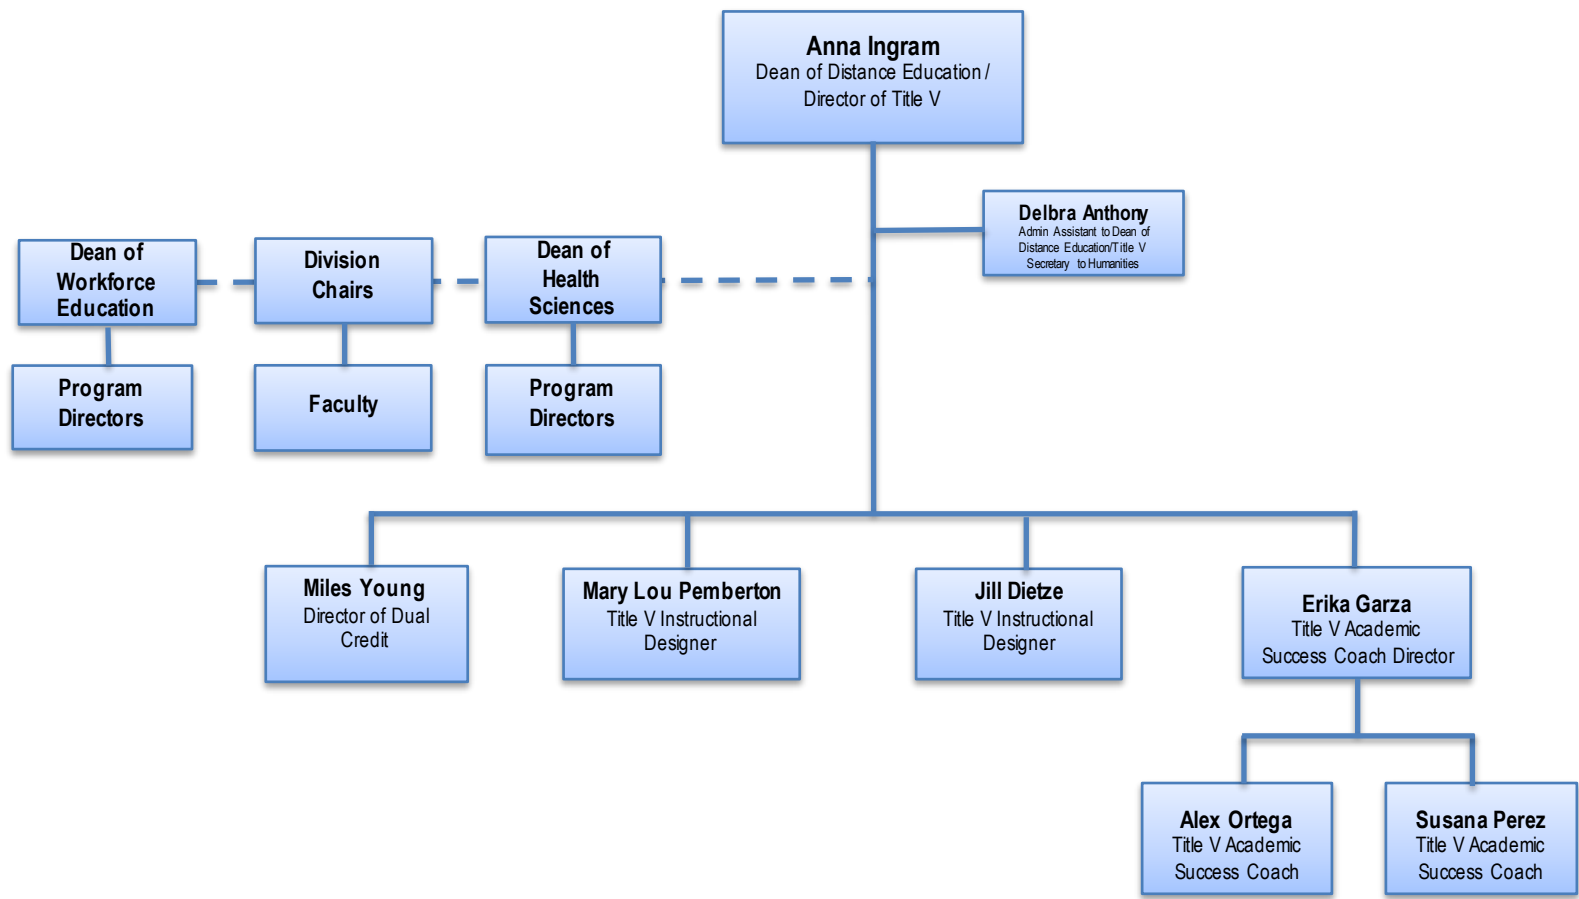 Anna Ingram
Dean of Distance Education /
Director of Title V
Delbra Anthony
Admin Assistant to Dean of
Distance Education/Title V
Secretary to Humanities
Dean of
Workforce
Education
Division
Chairs
Dean of
Health
Sciences
Program
Directors
Faculty
Program
Directors
Miles Young
Director of Dual
Credit
Mary Lou Pemberton
Title V Instructional
Designer
Jill Dietze
Title V Instructional
Designer
Erika Garza
Title V Academic
Success Coach Director
Alex Ortega
Title V Academic
Success Coach
Susana Perez
Title V Academic
Success Coach